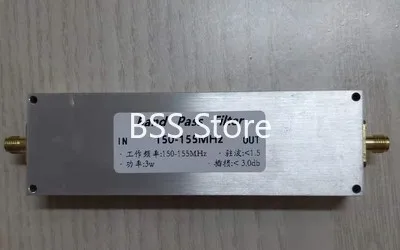 Band Pass Filter
BSS Store
IN 150-155MHz OUT
· 工作频率:150-155MHz · 驻波:<1.5
· 功率:3w · 插损:< 3.0db